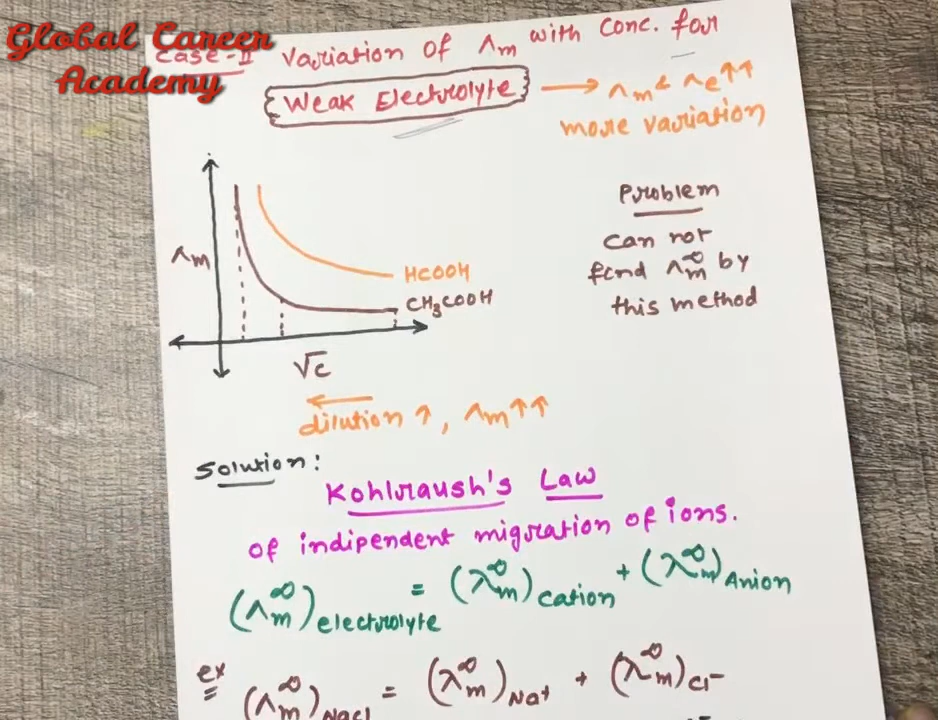 Global Career
Academy
Case-II Variation of Λm with Conc. for
Weak Electrolyte → Λm & Λe↑↑
more variation
Problem
can not
find Λm∞ by
this method
Λm
HCOOH
CH3COOH
√c
dilution ↑, Λm↑↑
Solution:
Kohlraush's Law
of indipendent migration of ions.
(Λm∞)electrolyte = (λm∞)Cation + (λm∞)Anion
ex
(Λm∞)NaCl = (λm∞)Na+ + (λm∞)Cl-